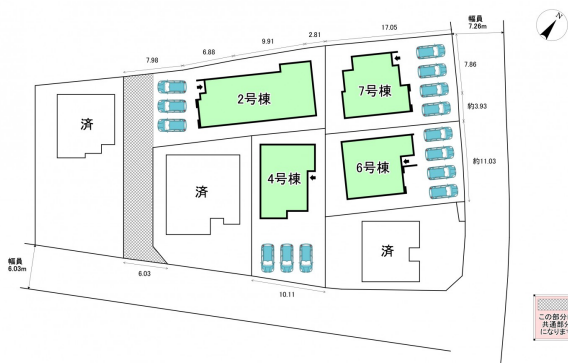 幅員
7.26m
N
17.05
2.81
9.91
6.88
7.98
7.86
2号棟
7号棟
約3.93
済
済
4号棟
6号棟
約11.03
済
幅員
6.03m
6.03
10.11
この部分
共通部分
になります